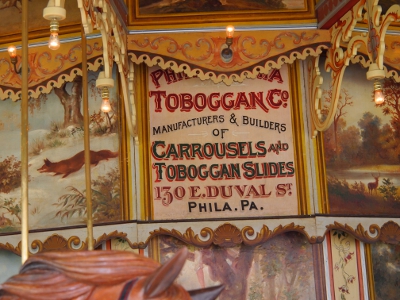 TOBOGGAN CO.
MANUFACTURERS & BUILDERS
OF
CARROUSELS AND
TOBOGGAN SLIDES
130 E. DUVAL ST
PHILA. PA.